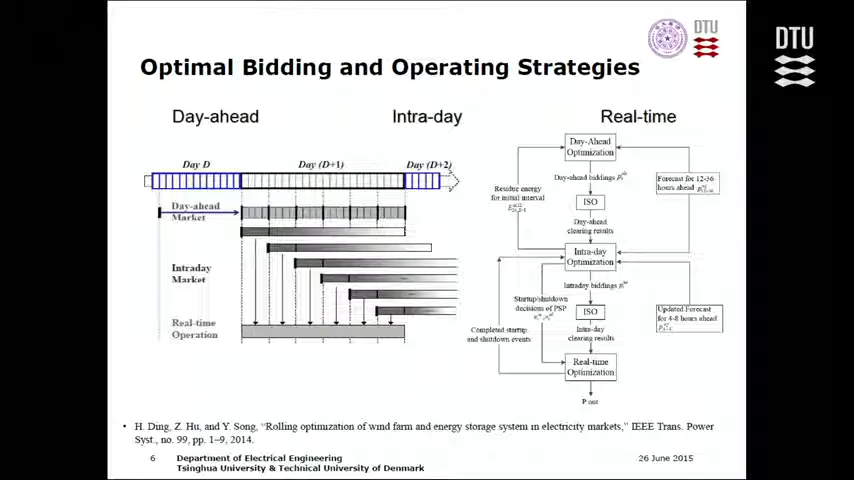 DTU
DTU
Optimal Bidding and Operating Strategies
Day-ahead
Intra-day
Real-time
Day D
Day (D+1)
Day (D+2)
Day-ahead
Market
Intraday
Market
Real-time
Operation
Day-Ahead
Optimization
Day-ahead biddings
ISO
Day-ahead
clearing results
Residue energy
for initial interval
Forecast for 12-36
hours ahead
Intra-day
Optimization
Intraday biddings
Startup/shutdown
decisions of PSP
ISO
Intra-day
clearing results
Updated Forecast
for 4-8 hours ahead
Completed startup
and shutdown events
Real-time
Optimization
P out
• H. Ding, Z. Hu, and Y. Song, “Rolling optimization of wind farm and energy storage system in electricity markets,” IEEE Trans. Power
Syst., no. 99, pp. 1–9, 2014.
6 Department of Electrical Engineering
Tsinghua University & Technical University of Denmark
26 June 2015